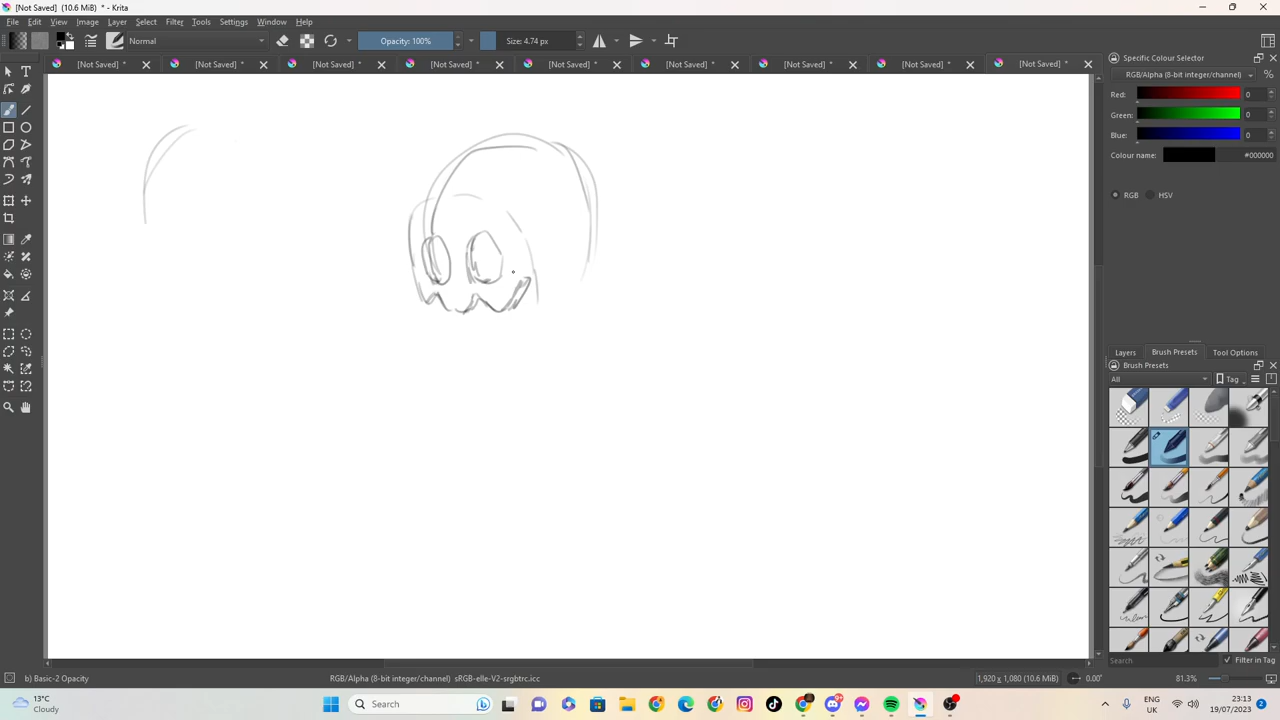 [Not Saved] (10.6 MiB) * - Krita
File Edit View Image Layer Select Filter Tools Settings Window Help
Normal Opacity: 100% Size: 4.74 px
[Not Saved] * [Not Saved] * [Not Saved] * [Not Saved] * [Not Saved] * [Not Saved] * [Not Saved] * [Not Saved] * [Not Saved] *
Specific Colour Selector
RGB/Alpha (8-bit integer/channel) %
Red: 0
Green: 0
Blue: 0
Colour name: #000000
RGB HSV
Layers Brush Presets Tool Options
Brush Presets
All Tag
Search Filter in Tag
b) Basic-2 Opacity RGB/Alpha (8-bit integer/channel) sRGB-elle-V2-srgbtrc.icc 1,920 x 1,080 (10.6 MiB) 0.00° 81.3%
13°C
Cloudy
Search
ENG
UK
23:13
19/07/2023